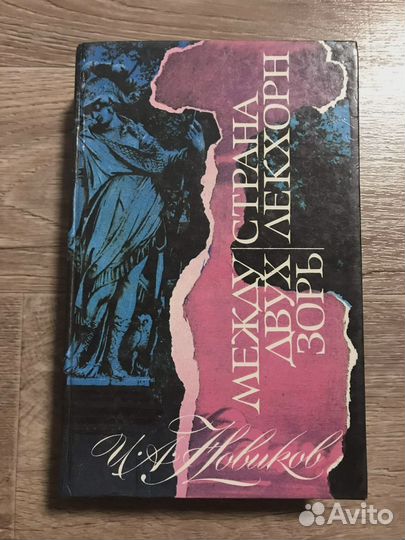 И. А. Новиков
МЕЖДУ
ДВУХ
ЗОРЬ
СТРАНА
ЛЕКХОРН
Avito